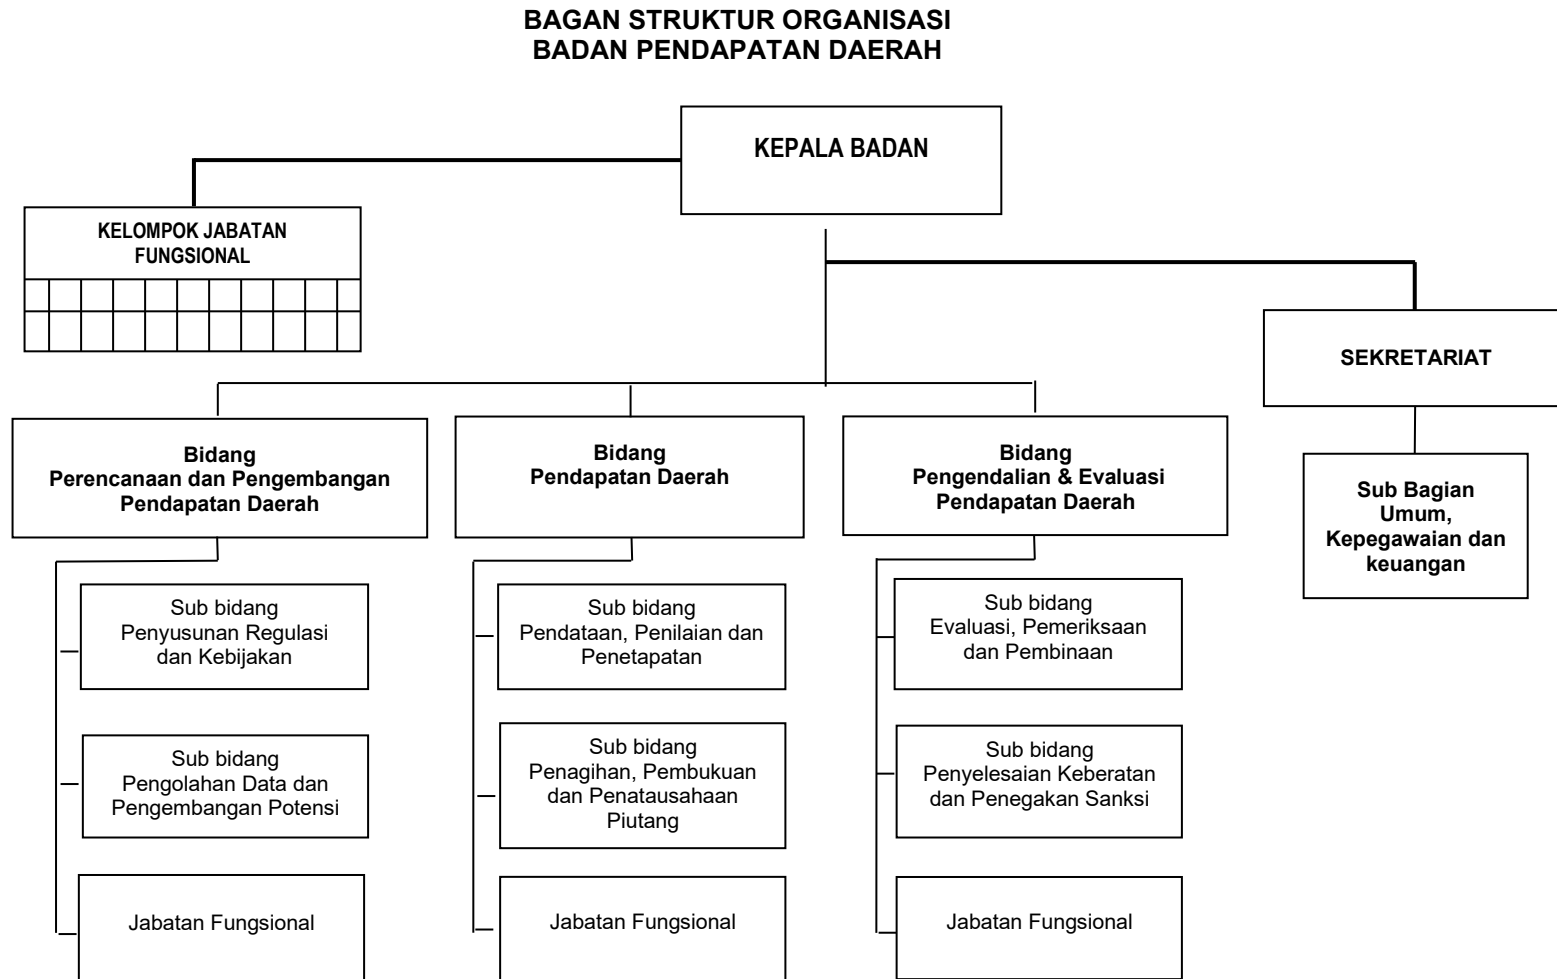 BAGAN STRUKTUR ORGANISASI
BADAN PENDAPATAN DAERAH
KEPALA BADAN
KELOMPOK JABATAN
FUNGSIONAL
SEKRETARIAT
Bidang
Perencanaan dan Pengembangan
Pendapatan Daerah
Bidang
Pendapatan Daerah
Bidang
Pengendalian & Evaluasi
Pendapatan Daerah
Sub Bagian
Umum,
Kepegawaian dan
keuangan
Sub bidang
Penyusunan Regulasi
dan Kebijakan
Sub bidang
Pendataan, Penilaian dan
Penetapatan
Sub bidang
Evaluasi, Pemeriksaan
dan Pembinaan
Sub bidang
Pengolahan Data dan
Pengembangan Potensi
Sub bidang
Penagihan, Pembukuan
dan Penatausahaan
Piutang
Sub bidang
Penyelesaian Keberatan
dan Penegakan Sanksi
Jabatan Fungsional
Jabatan Fungsional
Jabatan Fungsional